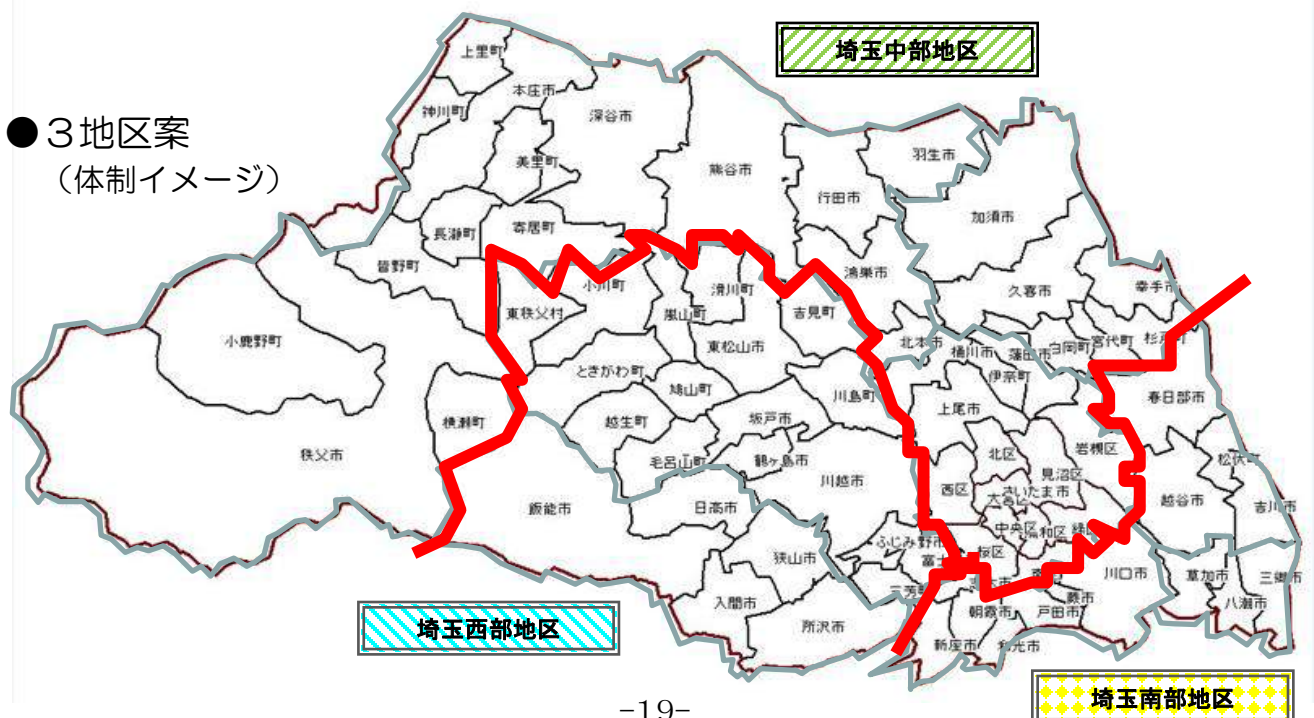 埼玉中部地区
●３地区案
（体制イメージ）
上里町
本庄市
神川町
深谷市
美里町
熊谷市
羽生市
行田市
加須市
長瀞町
寄居町
皆野町
鴻巣市
久喜市
幸手市
東秩父村
小川町
滑川町
嵐山町
吉見町
小鹿野町
東松山市
北本市
桶川市
蓮田市
白岡町
宮代町
杉戸町
ときがわ町
伊奈町
鳩山町
川島町
上尾市
春日部市
横瀬町
越生町
坂戸市
秩父市
毛呂山町
鶴ヶ島市
北区
岩槻区
松伏町
川越市
西区
見沼区
さいたま市
越谷市
吉川市
飯能市
日高市
中央区
浦和区
緑区
ふじみ野市
桜区
狭山市
川口市
草加市
三郷市
三芳町
入間市
朝霞市
戸田市
蕨市
八潮市
所沢市
新座市
和光市
埼玉西部地区
埼玉南部地区
-19-